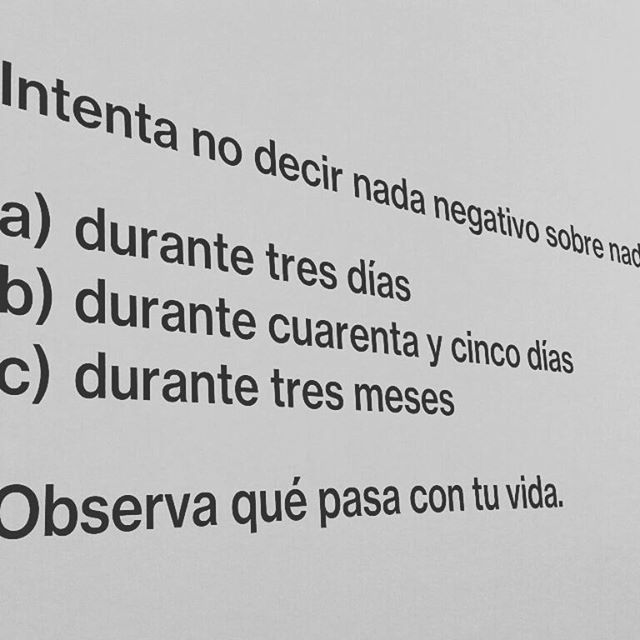 Intenta no decir nada negativo sobre nad
a) durante tres días
b) durante cuarenta y cinco días
c) durante tres meses
Observa qué pasa con tu vida.